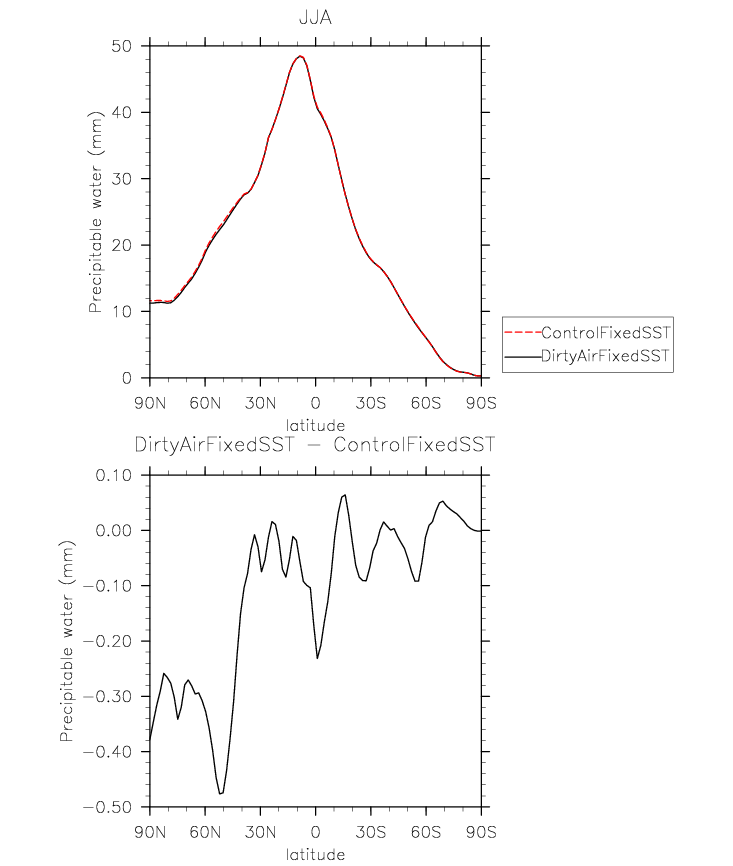 JJA
Precipitable water (mm)
50
40
30
20
10
0
90N 60N 30N 0 30S 60S 90S
latitude
ControlFixedSST
DirtyAirFixedSST
DirtyAirFixedSST − ControlFixedSST
Precipitable water (mm)
0.10
0.00
−0.10
−0.20
−0.30
−0.40
−0.50
90N 60N 30N 0 30S 60S 90S
latitude